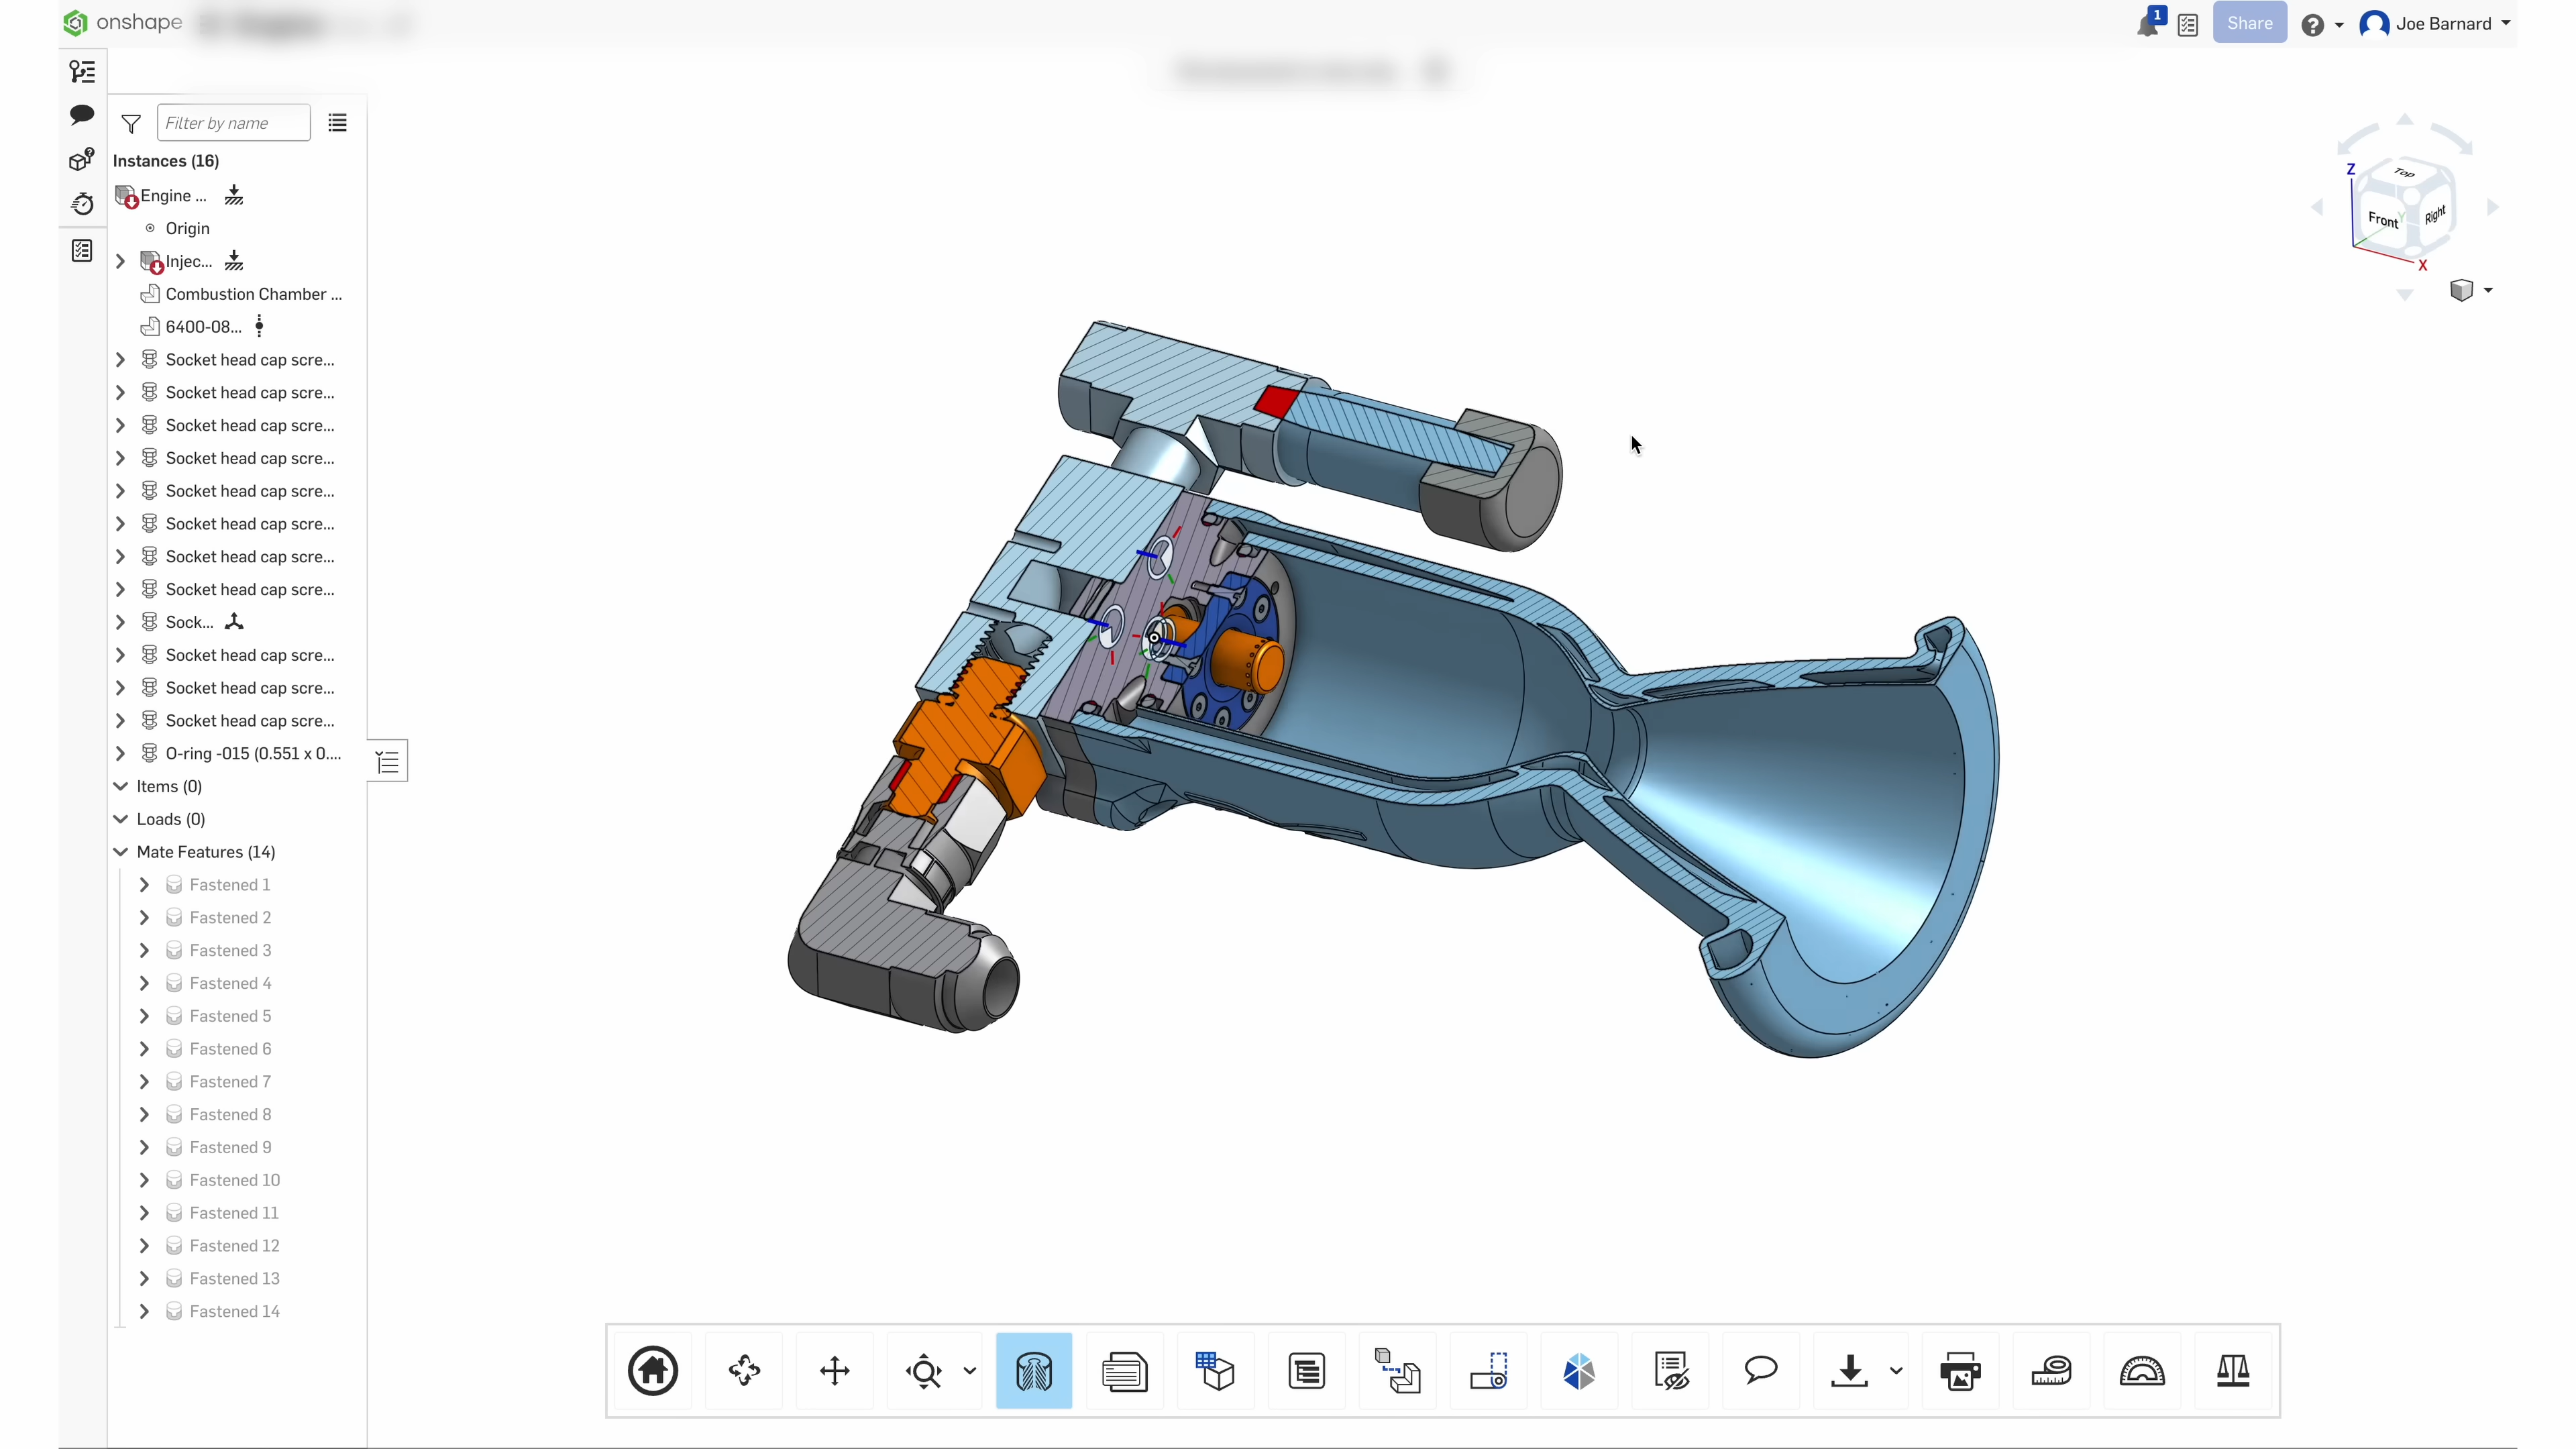 onshape
1
Share
Joe Barnard
Filter by name
Instances (16)
Engine ...
Origin
Injec...
Combustion Chamber ...
6400-08...
Socket head cap scre...
Socket head cap scre...
Socket head cap scre...
Socket head cap scre...
Socket head cap scre...
Socket head cap scre...
Socket head cap scre...
Socket head cap scre...
Sock...
Socket head cap scre...
Socket head cap scre...
Socket head cap scre...
O-ring -015 (0.551 x 0....
Items (0)
Loads (0)
Mate Features (14)
Fastened 1
Fastened 2
Fastened 3
Fastened 4
Fastened 5
Fastened 6
Fastened 7
Fastened 8
Fastened 9
Fastened 10
Fastened 11
Fastened 12
Fastened 13
Fastened 14
Z
Top
Front
Y
Right
X